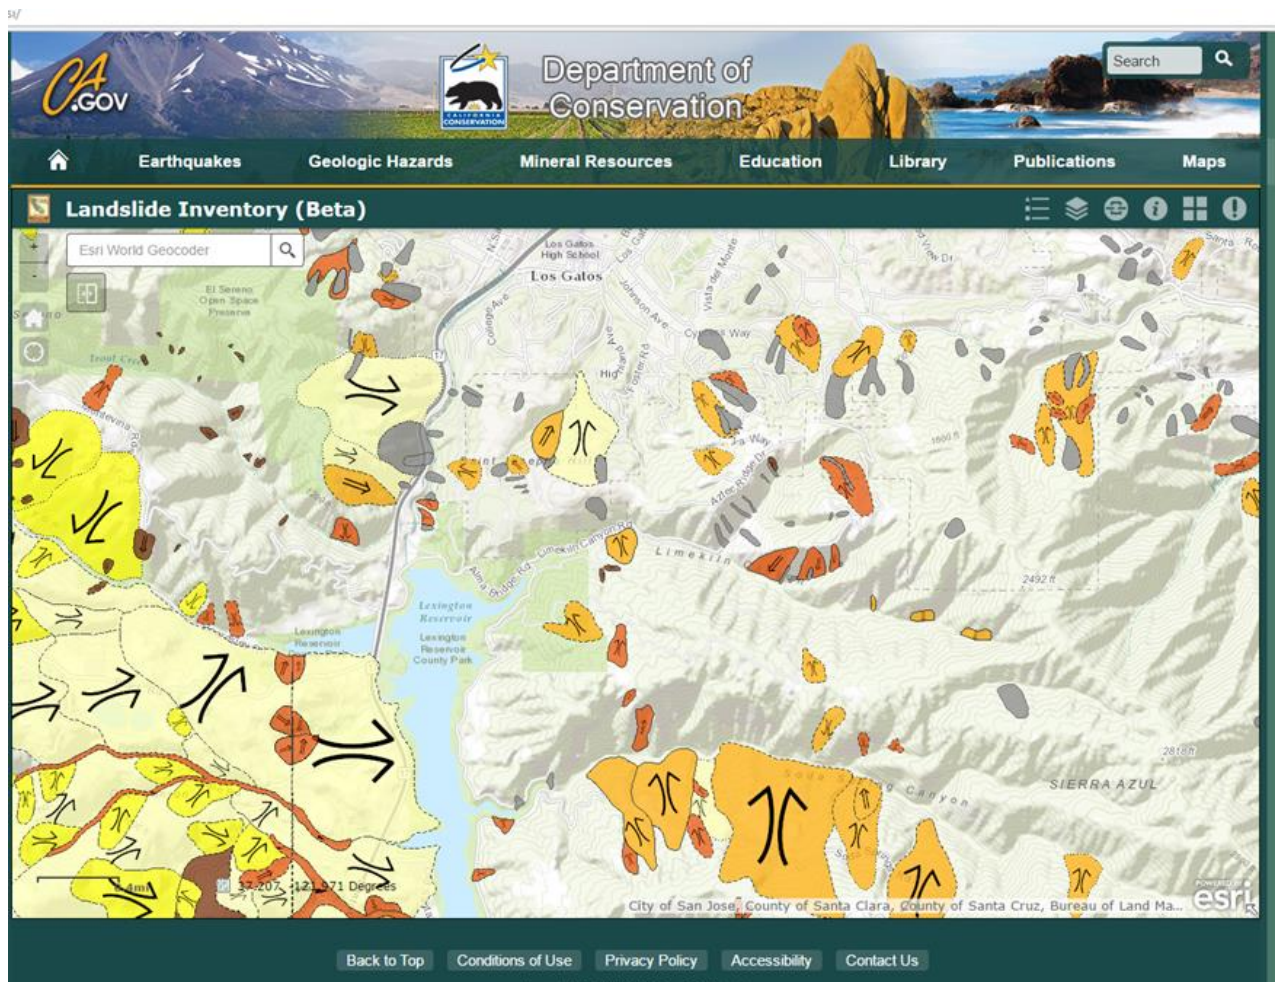 CA
.GOV
CALIFORNIA
CONSERVATION
Department of
Conservation
Search
Earthquakes
Geologic Hazards
Mineral Resources
Education
Library
Publications
Maps
Landslide Inventory (Beta)
+
-
Esri World Geocoder
Los Gatos
High School
Los Gatos
El Sereno
Open Space
Preserve
College Ave
Johnson Ave
Vista del Monte
Foster Rd
17
1600 ft
Aztec Ridge Dr
Limekiln Canyon Rd
Limekiln
Alma Bridge Rd
2492 ft
Lexington
Reservoir
Lexington
Reservoir
County Park
Lexington
Reservoir
2818 ft
SIERRA AZUL
Canyon
37.207 -121.971 Degrees
City of San Jose, County of Santa Clara, County of Santa Cruz, Bureau of Land Ma...
POWERED BY
esri
Back to Top
Conditions of Use
Privacy Policy
Accessibility
Contact Us